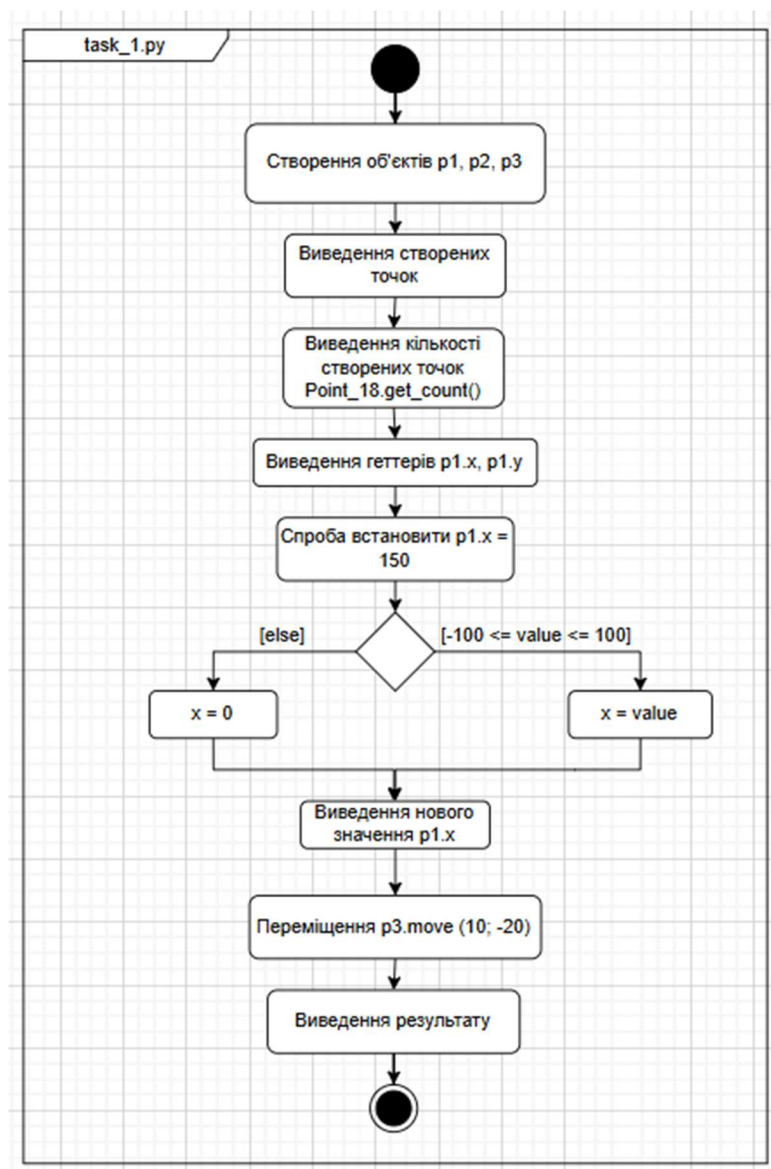 task_1.py
Створення об'єктів p1, p2, p3
Виведення створених
точок
Виведення кількості
створених точок
Point_18.get_count()
Виведення геттерів p1.x, p1.y
Спроба встановити p1.x =
150
[else]
[-100 <= value <= 100]
x = 0
x = value
Виведення нового
значення p1.x
Переміщення p3.move (10; -20)
Виведення результату